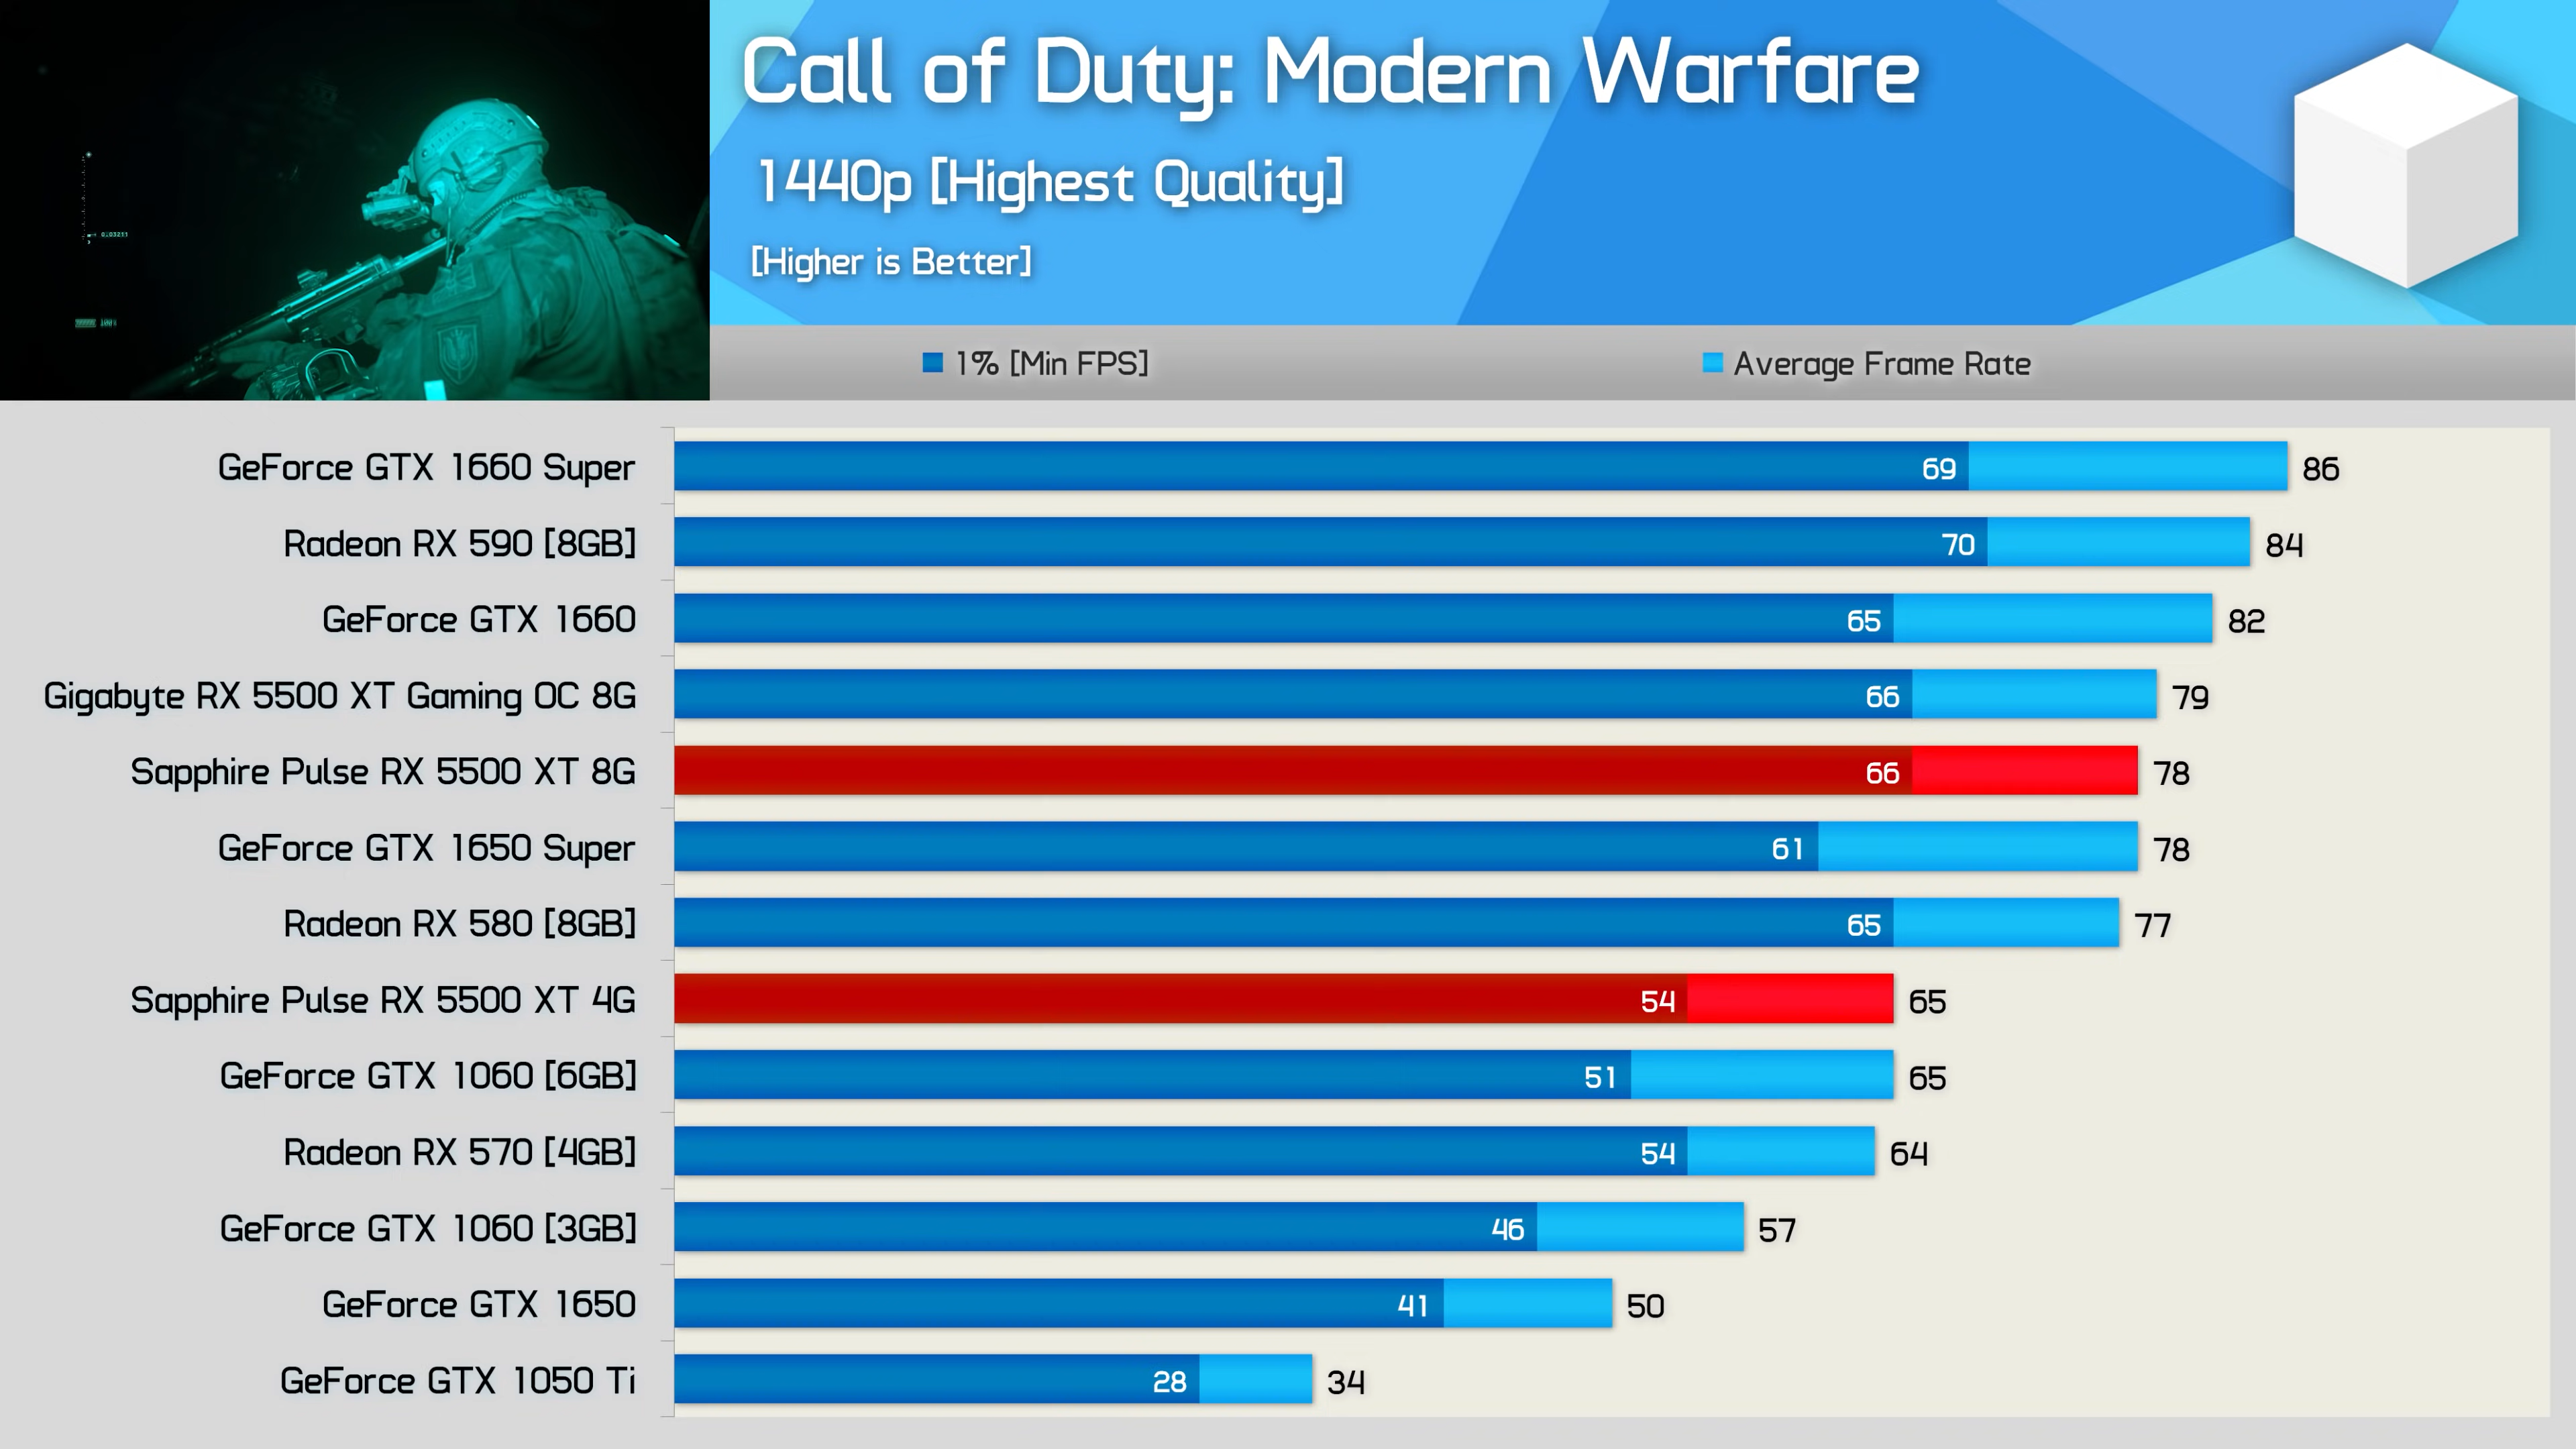 Call of Duty: Modern Warfare
1440p [Highest Quality]
[Higher is Better]
0.03211
100%
1% [Min FPS]
Average Frame Rate
GeForce GTX 1660 Super 69 86
Radeon RX 590 [8GB] 70 84
GeForce GTX 1660 65 82
Gigabyte RX 5500 XT Gaming OC 8G 66 79
Sapphire Pulse RX 5500 XT 8G 66 78
GeForce GTX 1650 Super 61 78
Radeon RX 580 [8GB] 65 77
Sapphire Pulse RX 5500 XT 4G 54 65
GeForce GTX 1060 [6GB] 51 65
Radeon RX 570 [4GB] 54 64
GeForce GTX 1060 [3GB] 46 57
GeForce GTX 1650 41 50
GeForce GTX 1050 Ti 28 34